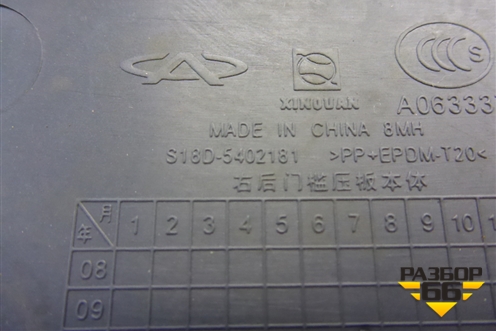 S
XINQUAN
A06333
MADE IN CHINA 8MH
S18D-5402181 >PP+EPDM-T20<
右后门槛压板本体
月 1 2 3 4 5 6 7 8 9 10 1
年
08
09
РАЗБОР
66